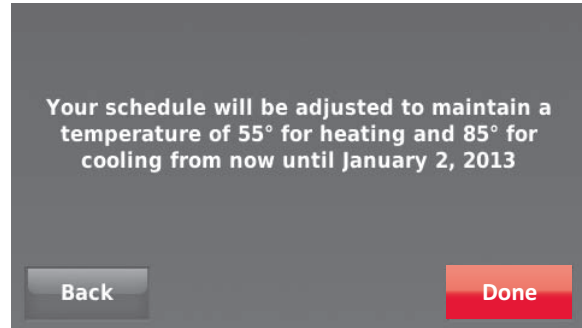 Your schedule will be adjusted to maintain a
temperature of 55° for heating and 85° for
cooling from now until January 2, 2013
Back
Done